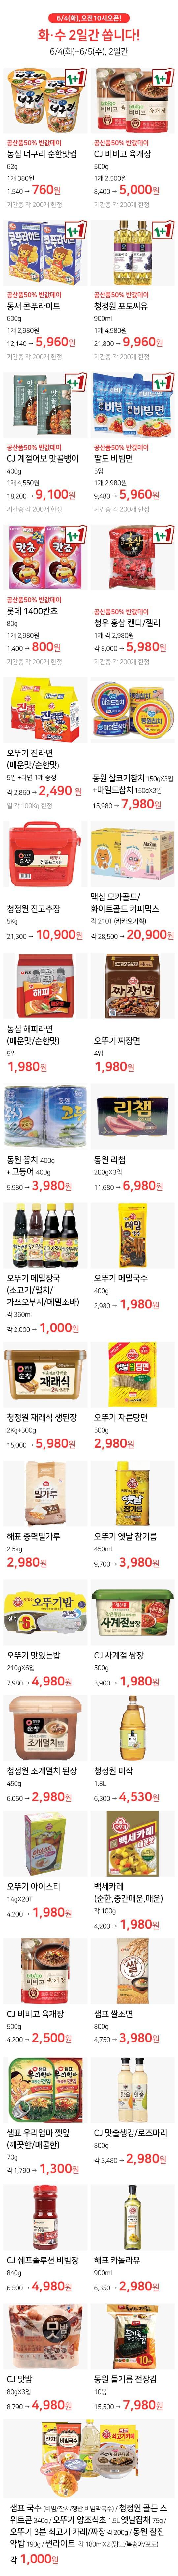 6/4(화),오전 10시오픈!
화·수 2일간 쏩니다!
6/4(화)~6/5(수), 2일간
1+1
1+1
공산품50% 반값데이
농심 너구리 순한맛컵
62g
1개 380원
1,540 → 760원
기간중 각 200개 한정
공산품50% 반값데이
CJ 비비고 육개장
500g
1개 2,500원
8,400 → 5,000원
기간중 각 200개 한정
1+1
1+1
공산품50% 반값데이
동서 콘푸라이트
600g
1개 2,980원
12,140 → 5,960원
기간중 각 200개 한정
공산품50% 반값데이
청정원 포도씨유
900ml
1개 4,980원
21,800 → 9,960원
기간중 각 200개 한정
1+1
1+1
공산품50% 반값데이
CJ 계절어보 맛골뱅이
400g
1개 4,550원
18,200 → 9,100원
기간중 각 200개 한정
공산품50% 반값데이
팔도 비빔면
5입
1개 2,980원
9,480 → 5,960원
기간중 각 200개 한정
1+1
1+1
공산품50% 반값데이
롯데 1400칸쵸
80g
1개 2,980원
1,400 → 800원
기간중 각 200개 한정
공산품50% 반값데이
청우 홍삼 캔디/젤리
1개 각 2,980원
각 8,000 → 5,980원
기간중 각 200개 한정
오뚜기 진라면
(매운맛/순한맛)
5입 +라면 1개 증정
각 2,860 → 2,490 원
일 각 100Kg 한정
동원 살코기참치 150gX3입
+마일드참치 150gX3입
15,980 → 7,980원
청정원 진고추장
5Kg
21,300 → 10,900원
맥심 모카골드/
화이트골드 커피믹스
각 210T (카카오기획)
각 28,500 → 20,900원
농심 해피라면
(매운맛/순한맛)
5입
1,980원
오뚜기 짜장면
4입
1,980원
동원 꽁치 400g
+ 고등어 400g
5,980 → 3,980원
동원 리챔
200gX3입
11,680 → 6,980원
오뚜기 메밀장국
(소고기/멸치/
가쓰오부시/메밀소바)
각 360ml
각 2,000 → 1,000원
오뚜기 메밀국수
400g
2,980 → 1,980원
청정원 재래식 생된장
2Kg+300g
15,000 → 5,980원
오뚜기 자른당면
500g
2,980원
해표 중력밀가루
2.5kg
2,980원
오뚜기 옛날 참기름
450ml
9,700 → 3,980원
오뚜기 맛있는밥
210gX6입
7,980 → 4,980원
CJ 사계절 쌈장
500g
3,900 → 1,980원
청정원 조개멸치 된장
450g
6,050 → 2,980원
청정원 미작
1.8L
6,300 → 4,530원
오뚜기 아이스티
14gX20T
4,200 → 1,980원
백세카레
(순한,중간매운,매운)
각 100g
4,200 → 1,980원
CJ 비비고 육개장
500g
4,200 → 2,500원
샘표 쌀소면
800g
4,750 → 3,980원
샘표 우리엄마 깻잎
(깨끗한/매콤한)
70g
각 1,790 → 1,300원
CJ 맛술생강/로즈마리
800g
각 3,480 → 2,980원
CJ 쉐프솔루션 비빔장
840g
6,500 → 4,980원
해표 카놀라유
900ml
6,350 → 2,980원
CJ 맛밤
80gX3입
8,790 → 4,980원
동원 들기름 전장김
10봉
15,500 → 7,980원
샘표 국수 (비빔/잔치/쟁반 비빔막국수) / 청정원 골든 스
위트콘 340g / 오뚜기 양조식초 1.5L 옛날잡채 75g /
오뚜기 3분 쇠고기 카레/짜장 각 200g / 동원 참진
약밥 190g / 썬라이트 각 180mlX2 (망고/복숭아/포도)
각 1,000원